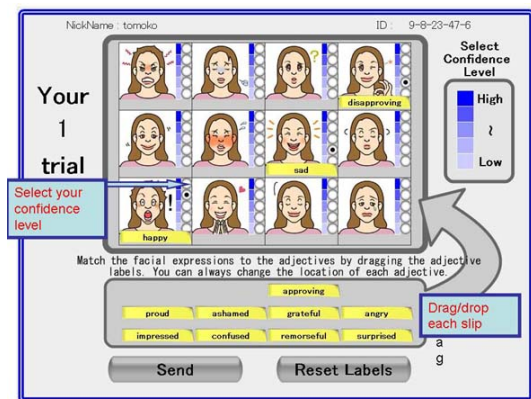 NickName : tomoko
ID : 9-8-23-47-6
Select
Confidence
Level
High
~
Low
Your
1
trial
?
disapproving
sad
!
happy
Select your
confidence
level
Match the facial expressions to the adjectives by dragging the adjective
labels. You can always change the location of each adjective.
approving
proud
ashamed
grateful
angry
impressed
confused
remorseful
surprised
Drag/drop
each slip
a
g
Send
Reset Labels